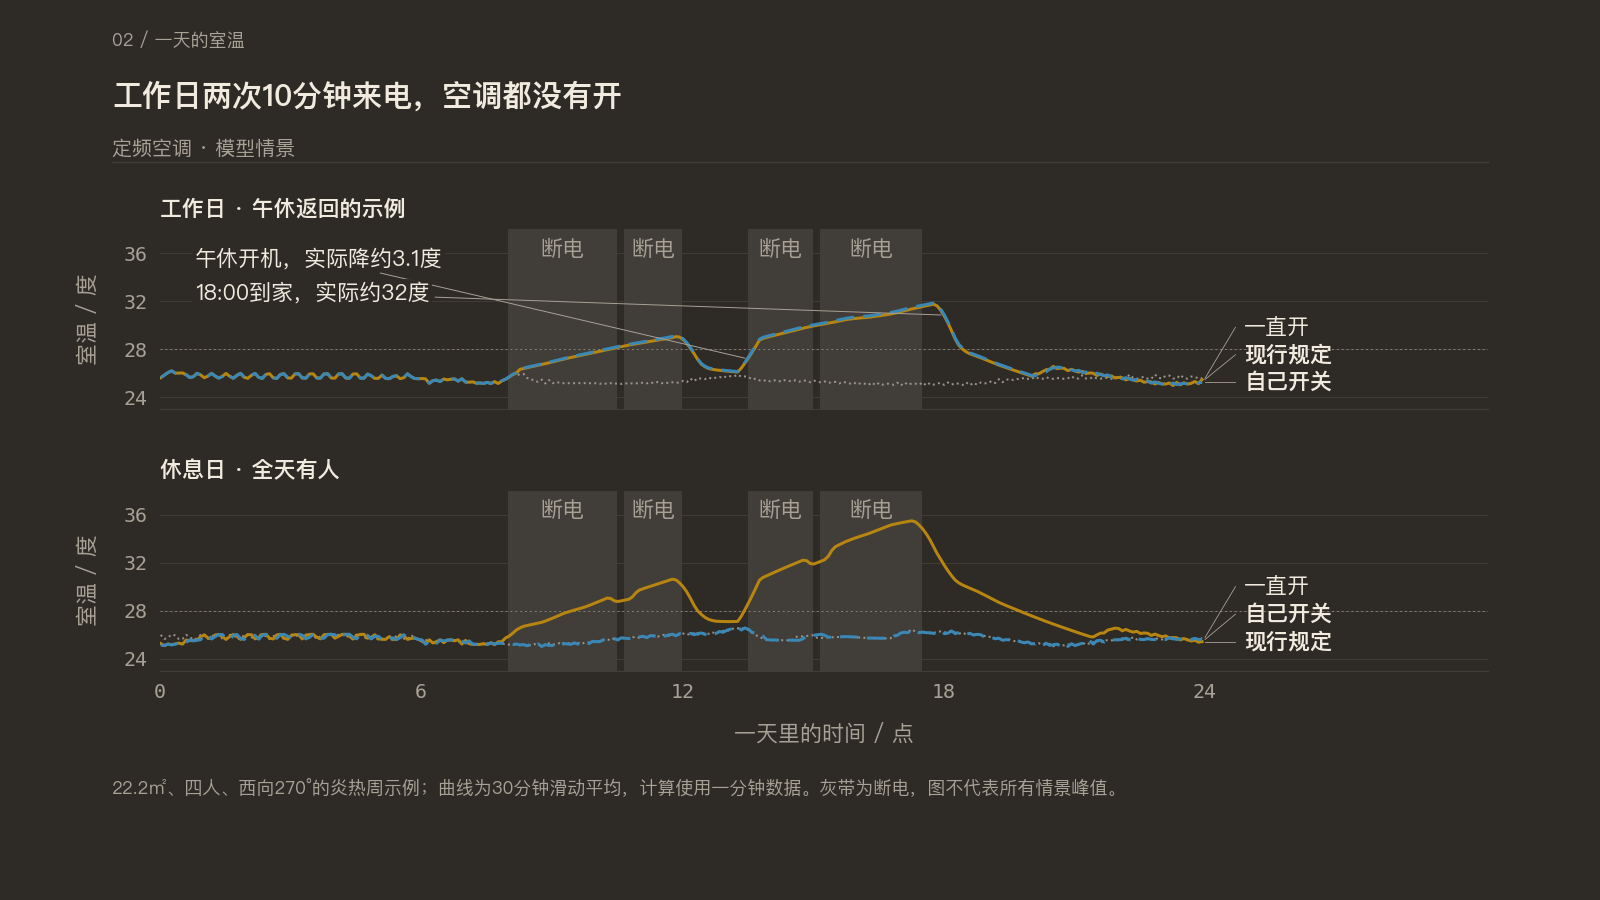 02 / 一天的室温
工作日两次10分钟来电，空调都没有开
定频空调 · 模型情景
工作日 · 午休返回的示例
断电 断电 断电 断电
36
午休开机，实际降约3.1度
18:00到家，实际约32度
32
28
24
室温 / 度
一直开
现行规定
自己开关
休息日 · 全天有人
断电 断电 断电 断电
36
32
28
24
室温 / 度
一直开
自己开关
现行规定
0 6 12 18 24
一天里的时间 / 点
22.2㎡、四人、西向270°的炎热周示例；曲线为30分钟滑动平均，计算使用一分钟数据。灰带为断电，图不代表所有情景峰值。